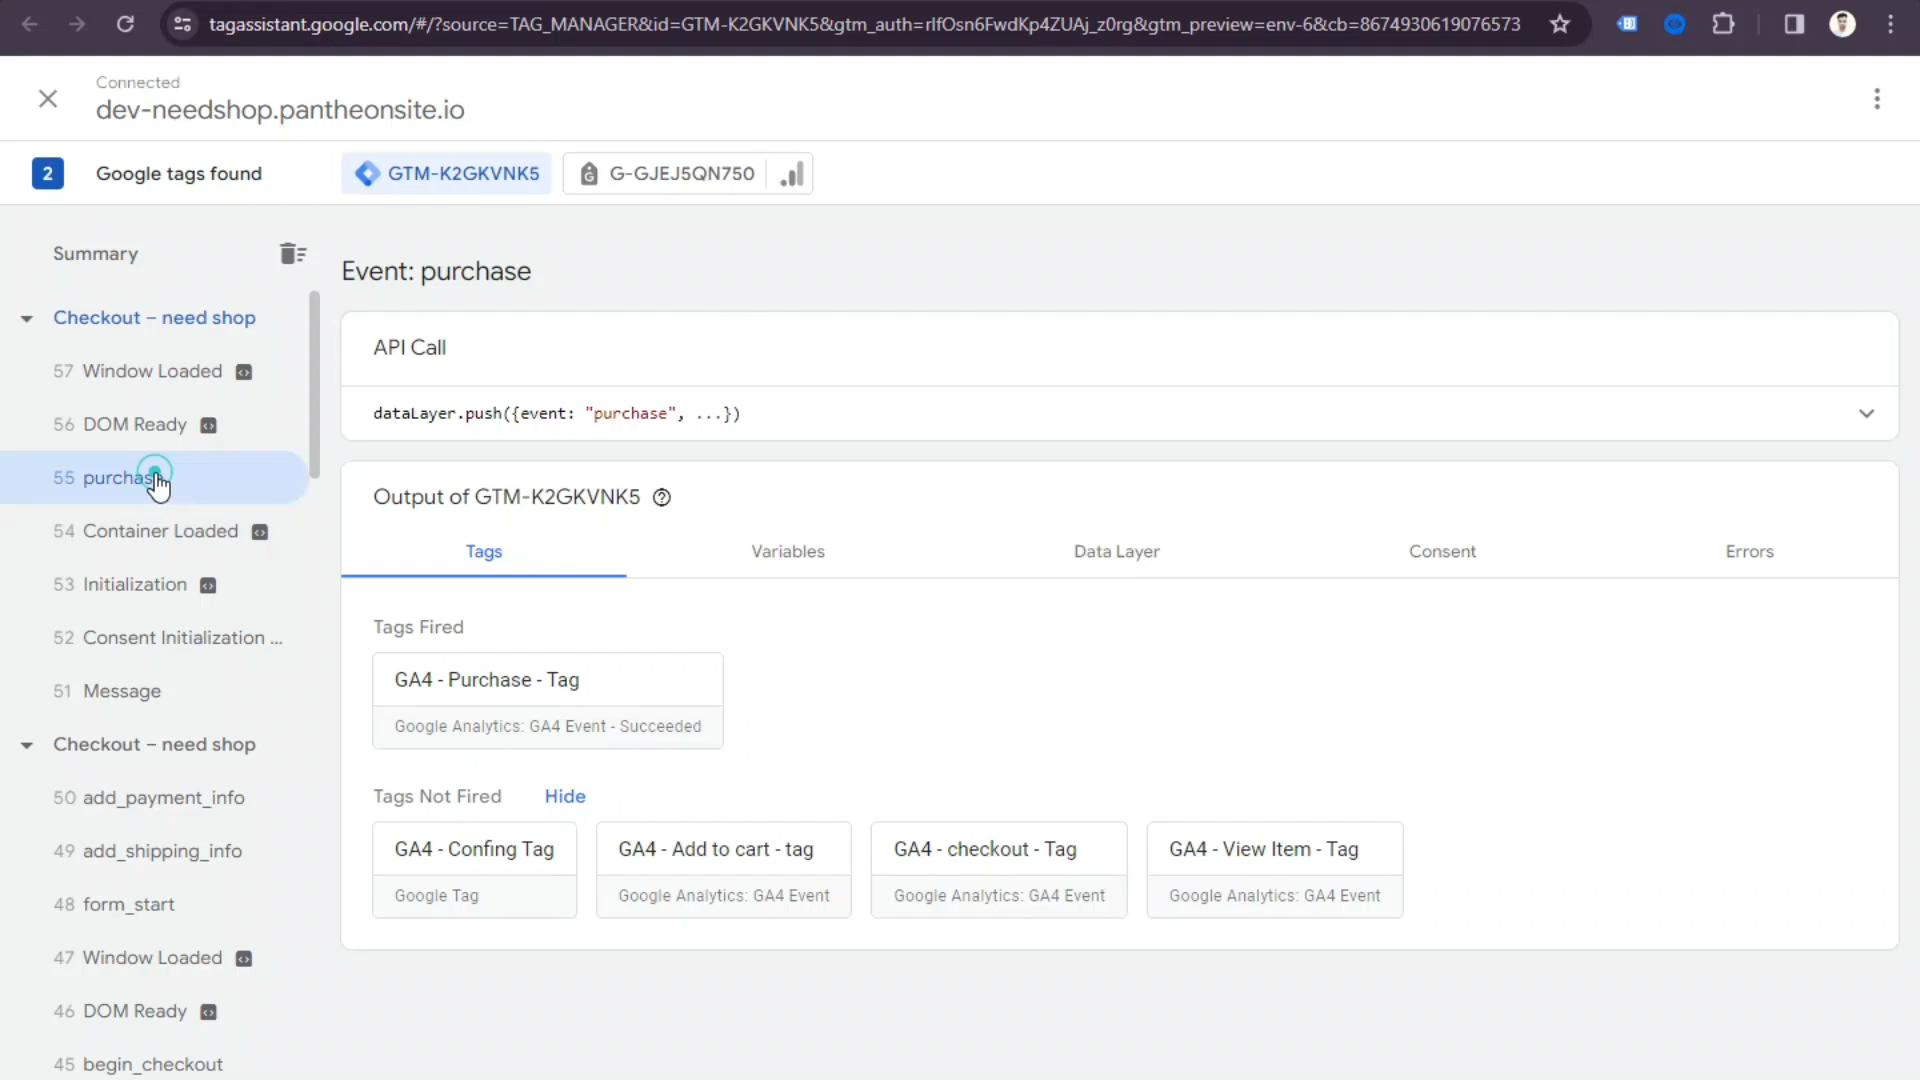 tagassistant.google.com/#/?source=TAG_MANAGER&id=GTM-K2GKVNK5&gtm_auth=rlfOsn6FwdKp4ZUAj_z0rg&gtm_preview=env-6&cb=8674930619076573
Connected
dev-needshop.pantheonsite.io
2 Google tags found GTM-K2GKVNK5 G-GJEJ5QN750
Summary
Checkout – need shop
57 Window Loaded
56 DOM Ready
55 purchase
54 Container Loaded
53 Initialization
52 Consent Initialization ...
51 Message
Checkout – need shop
50 add_payment_info
49 add_shipping_info
48 form_start
47 Window Loaded
46 DOM Ready
45 begin_checkout
Event: purchase
API Call
dataLayer.push({event: "purchase", ...})
Output of GTM-K2GKVNK5
Tags Variables Data Layer Consent Errors
Tags Fired
GA4 - Purchase - Tag
Google Analytics: GA4 Event - Succeeded
Tags Not Fired Hide
GA4 - Confing Tag
Google Tag
GA4 - Add to cart - tag
Google Analytics: GA4 Event
GA4 - checkout - Tag
Google Analytics: GA4 Event
GA4 - View Item - Tag
Google Analytics: GA4 Event